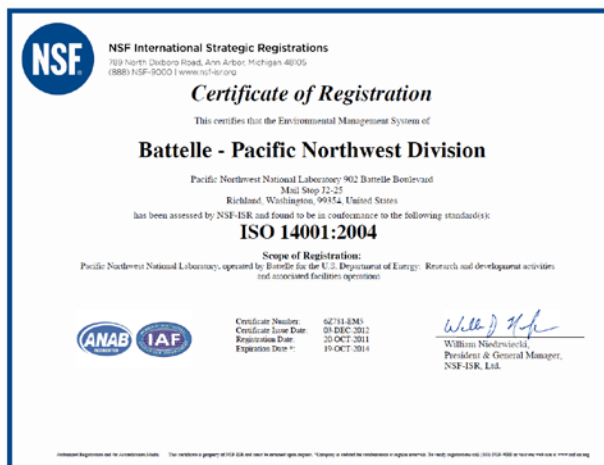 NSF
NSF International Strategic Registrations
789 North Dixboro Road, Ann Arbor, Michigan 48105
(888) NSF-9000 | www.nsf-isr.org
Certificate of Registration
This certifies that the Environmental Management System of
Battelle - Pacific Northwest Division
Pacific Northwest National Laboratory 902 Battelle Boulevard
Mail Stop J2-25
Richland, Washington, 99354, United States
has been assessed by NSF-ISR and found to be in conformance to the following standard(s):
ISO 14001:2004
Scope of Registration:
Pacific Northwest National Laboratory, operated by Battelle for the U.S. Department of Energy: Research and development activities
and associated facilities operations
ANAB
ACCREDITED
IAF
Certificate Number: 6Z731-EM5
Certificate Issue Date: 03-DEC-2012
Registration Date: 20-OCT-2011
Expiration Date *: 19-OCT-2014
William Niedzwiecki,
President & General Manager,
NSF-ISR, Ltd.